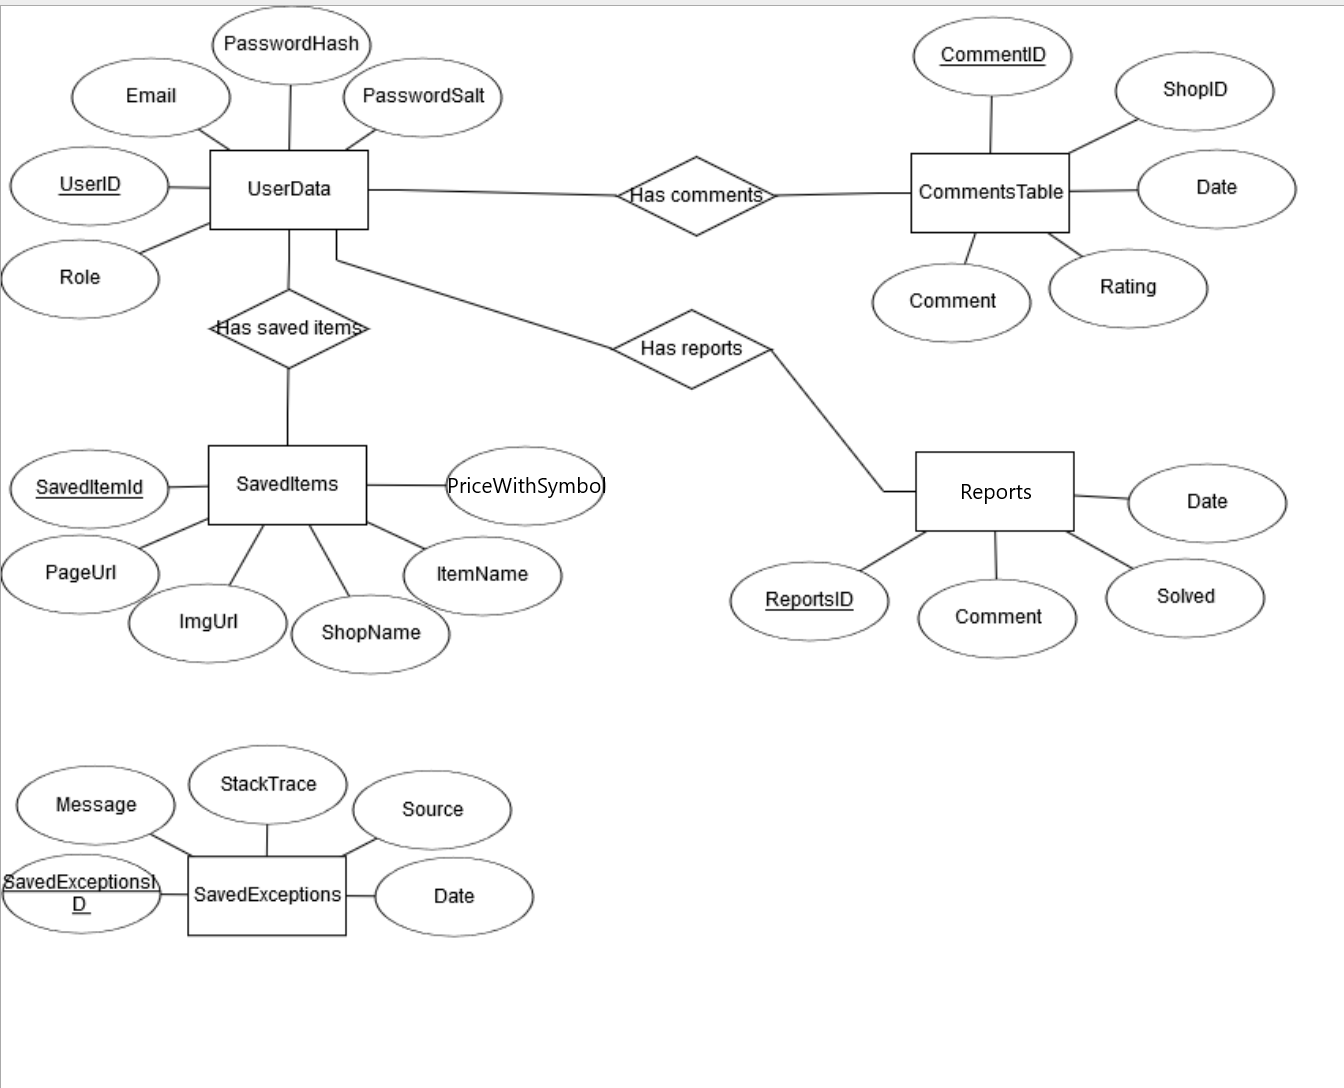 PasswordHash
Email
PasswordSalt
UserID
UserData
Role
Has comments
CommentID
ShopID
CommentsTable
Date
Comment
Rating
Has saved items
Has reports
SavedItemId
SavedItems
PriceWithSymbol
PageUrl
ImgUrl
ShopName
ItemName
Reports
Date
ReportsID
Comment
Solved
Message
StackTrace
Source
SavedExceptionsI
D
SavedExceptions
Date